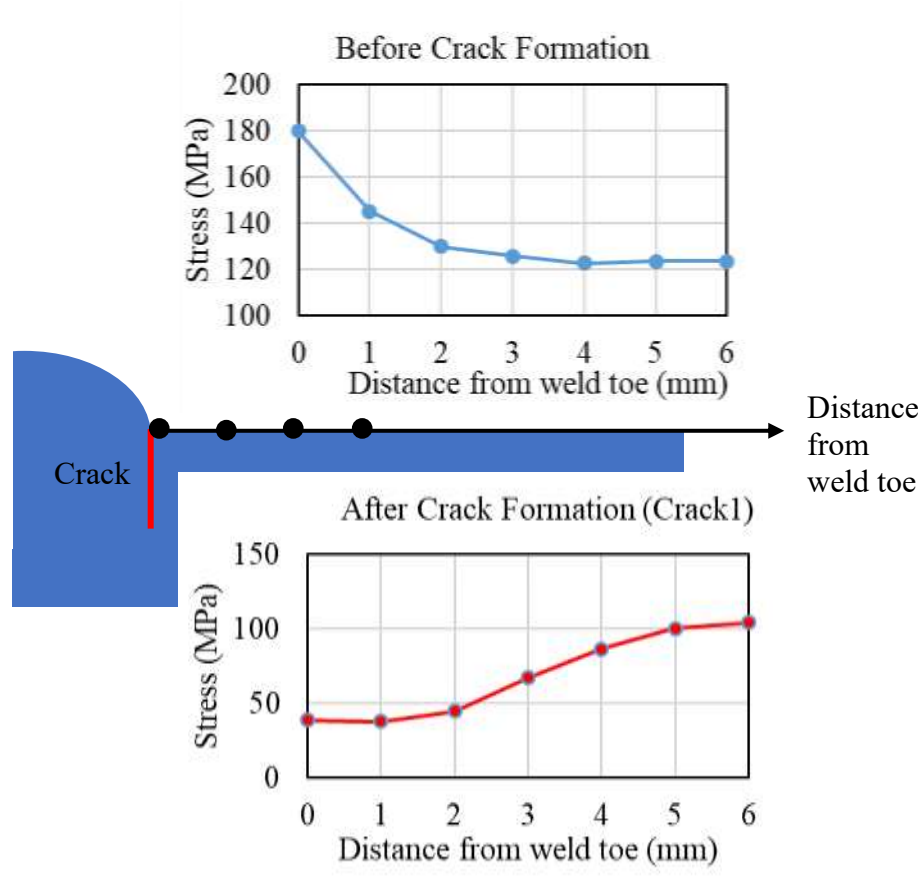 Before Crack Formation
200
180
160
140
120
100
Stress (MPa)
0 1 2 3 4 5 6
Distance from weld toe (mm)
Distance
from
weld toe
Crack
After Crack Formation (Crack1)
150
100
50
0
Stress (MPa)
0 1 2 3 4 5 6
Distance from weld toe (mm)